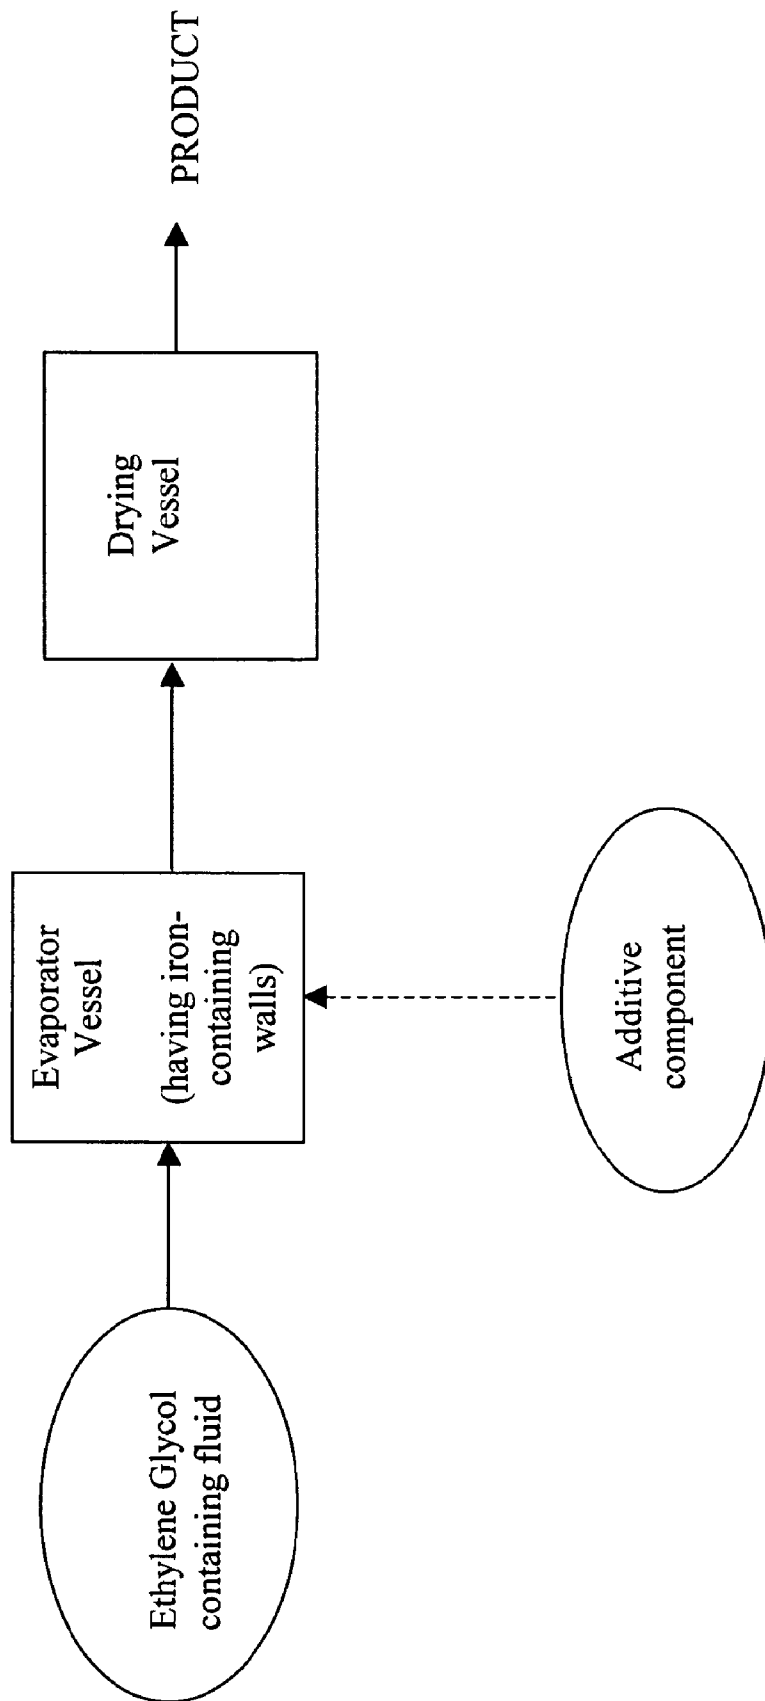 Ethylene Glycol
containing fluid
Evaporator
Vessel
(having iron-
containing
walls)
Additive
component
Drying
Vessel
PRODUCT